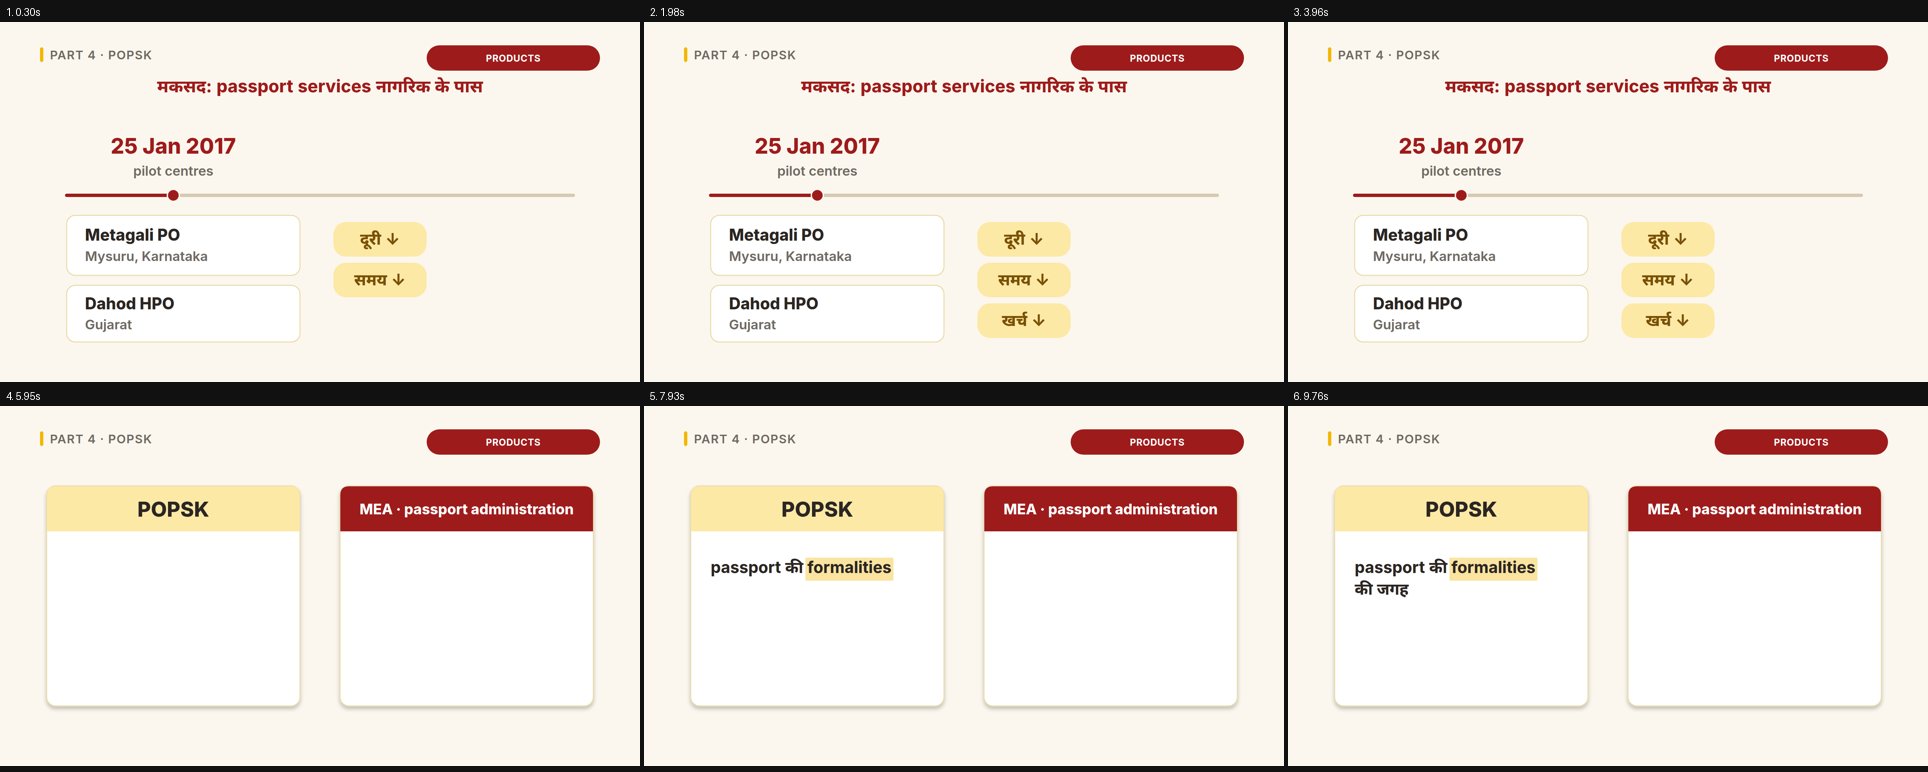 1. 0.30s
PART 4 · POPSK
PRODUCTS
मकसद: passport services नागरिक के पास
25 Jan 2017
pilot centres
Metagali PO
Mysuru, Karnataka
Dahod HPO
Gujarat
दूरी ↓
समय ↓
2. 1.98s
PART 4 · POPSK
PRODUCTS
मकसद: passport services नागरिक के पास
25 Jan 2017
pilot centres
Metagali PO
Mysuru, Karnataka
Dahod HPO
Gujarat
दूरी ↓
समय ↓
खर्च ↓
3. 3.96s
PART 4 · POPSK
PRODUCTS
मकसद: passport services नागरिक के पास
25 Jan 2017
pilot centres
Metagali PO
Mysuru, Karnataka
Dahod HPO
Gujarat
दूरी ↓
समय ↓
खर्च ↓
4. 5.95s
PART 4 · POPSK
PRODUCTS
POPSK
MEA · passport administration
5. 7.93s
PART 4 · POPSK
PRODUCTS
POPSK
passport की formalities
MEA · passport administration
6. 9.76s
PART 4 · POPSK
PRODUCTS
POPSK
passport की formalities
की जगह
MEA · passport administration